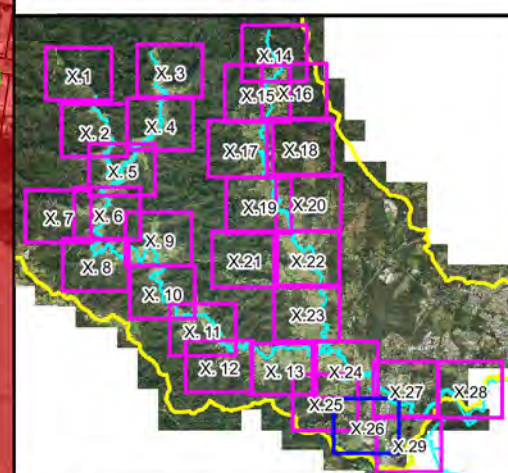 X.14
X.1
X. 3
X.15
X.16
X. 2
X. 4
X.17
X.18
X. 5
X. 7
X. 6
X.19
X.20
X. 9
X. 8
X.21
X.22
X. 10
X. 11
X.23
X. 12
X. 13
X.24
X.27
X.28
X.25
X.26
X.29